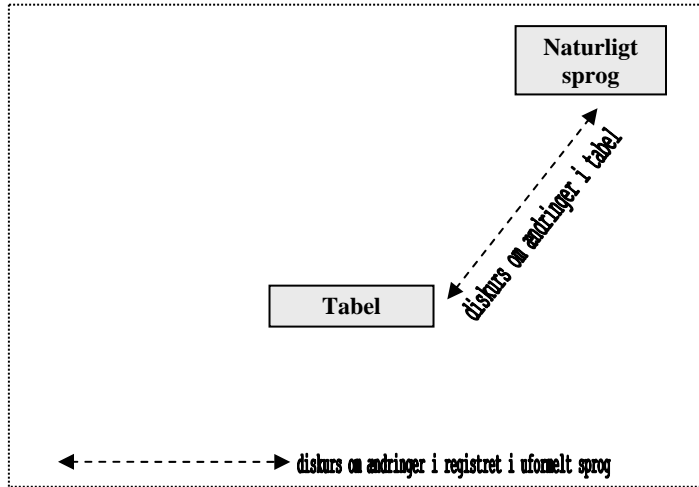 Naturligt
sprog
diskurs om ændringer i tabel
Tabel
diskurs om ændringer i registret i uformelt sprog